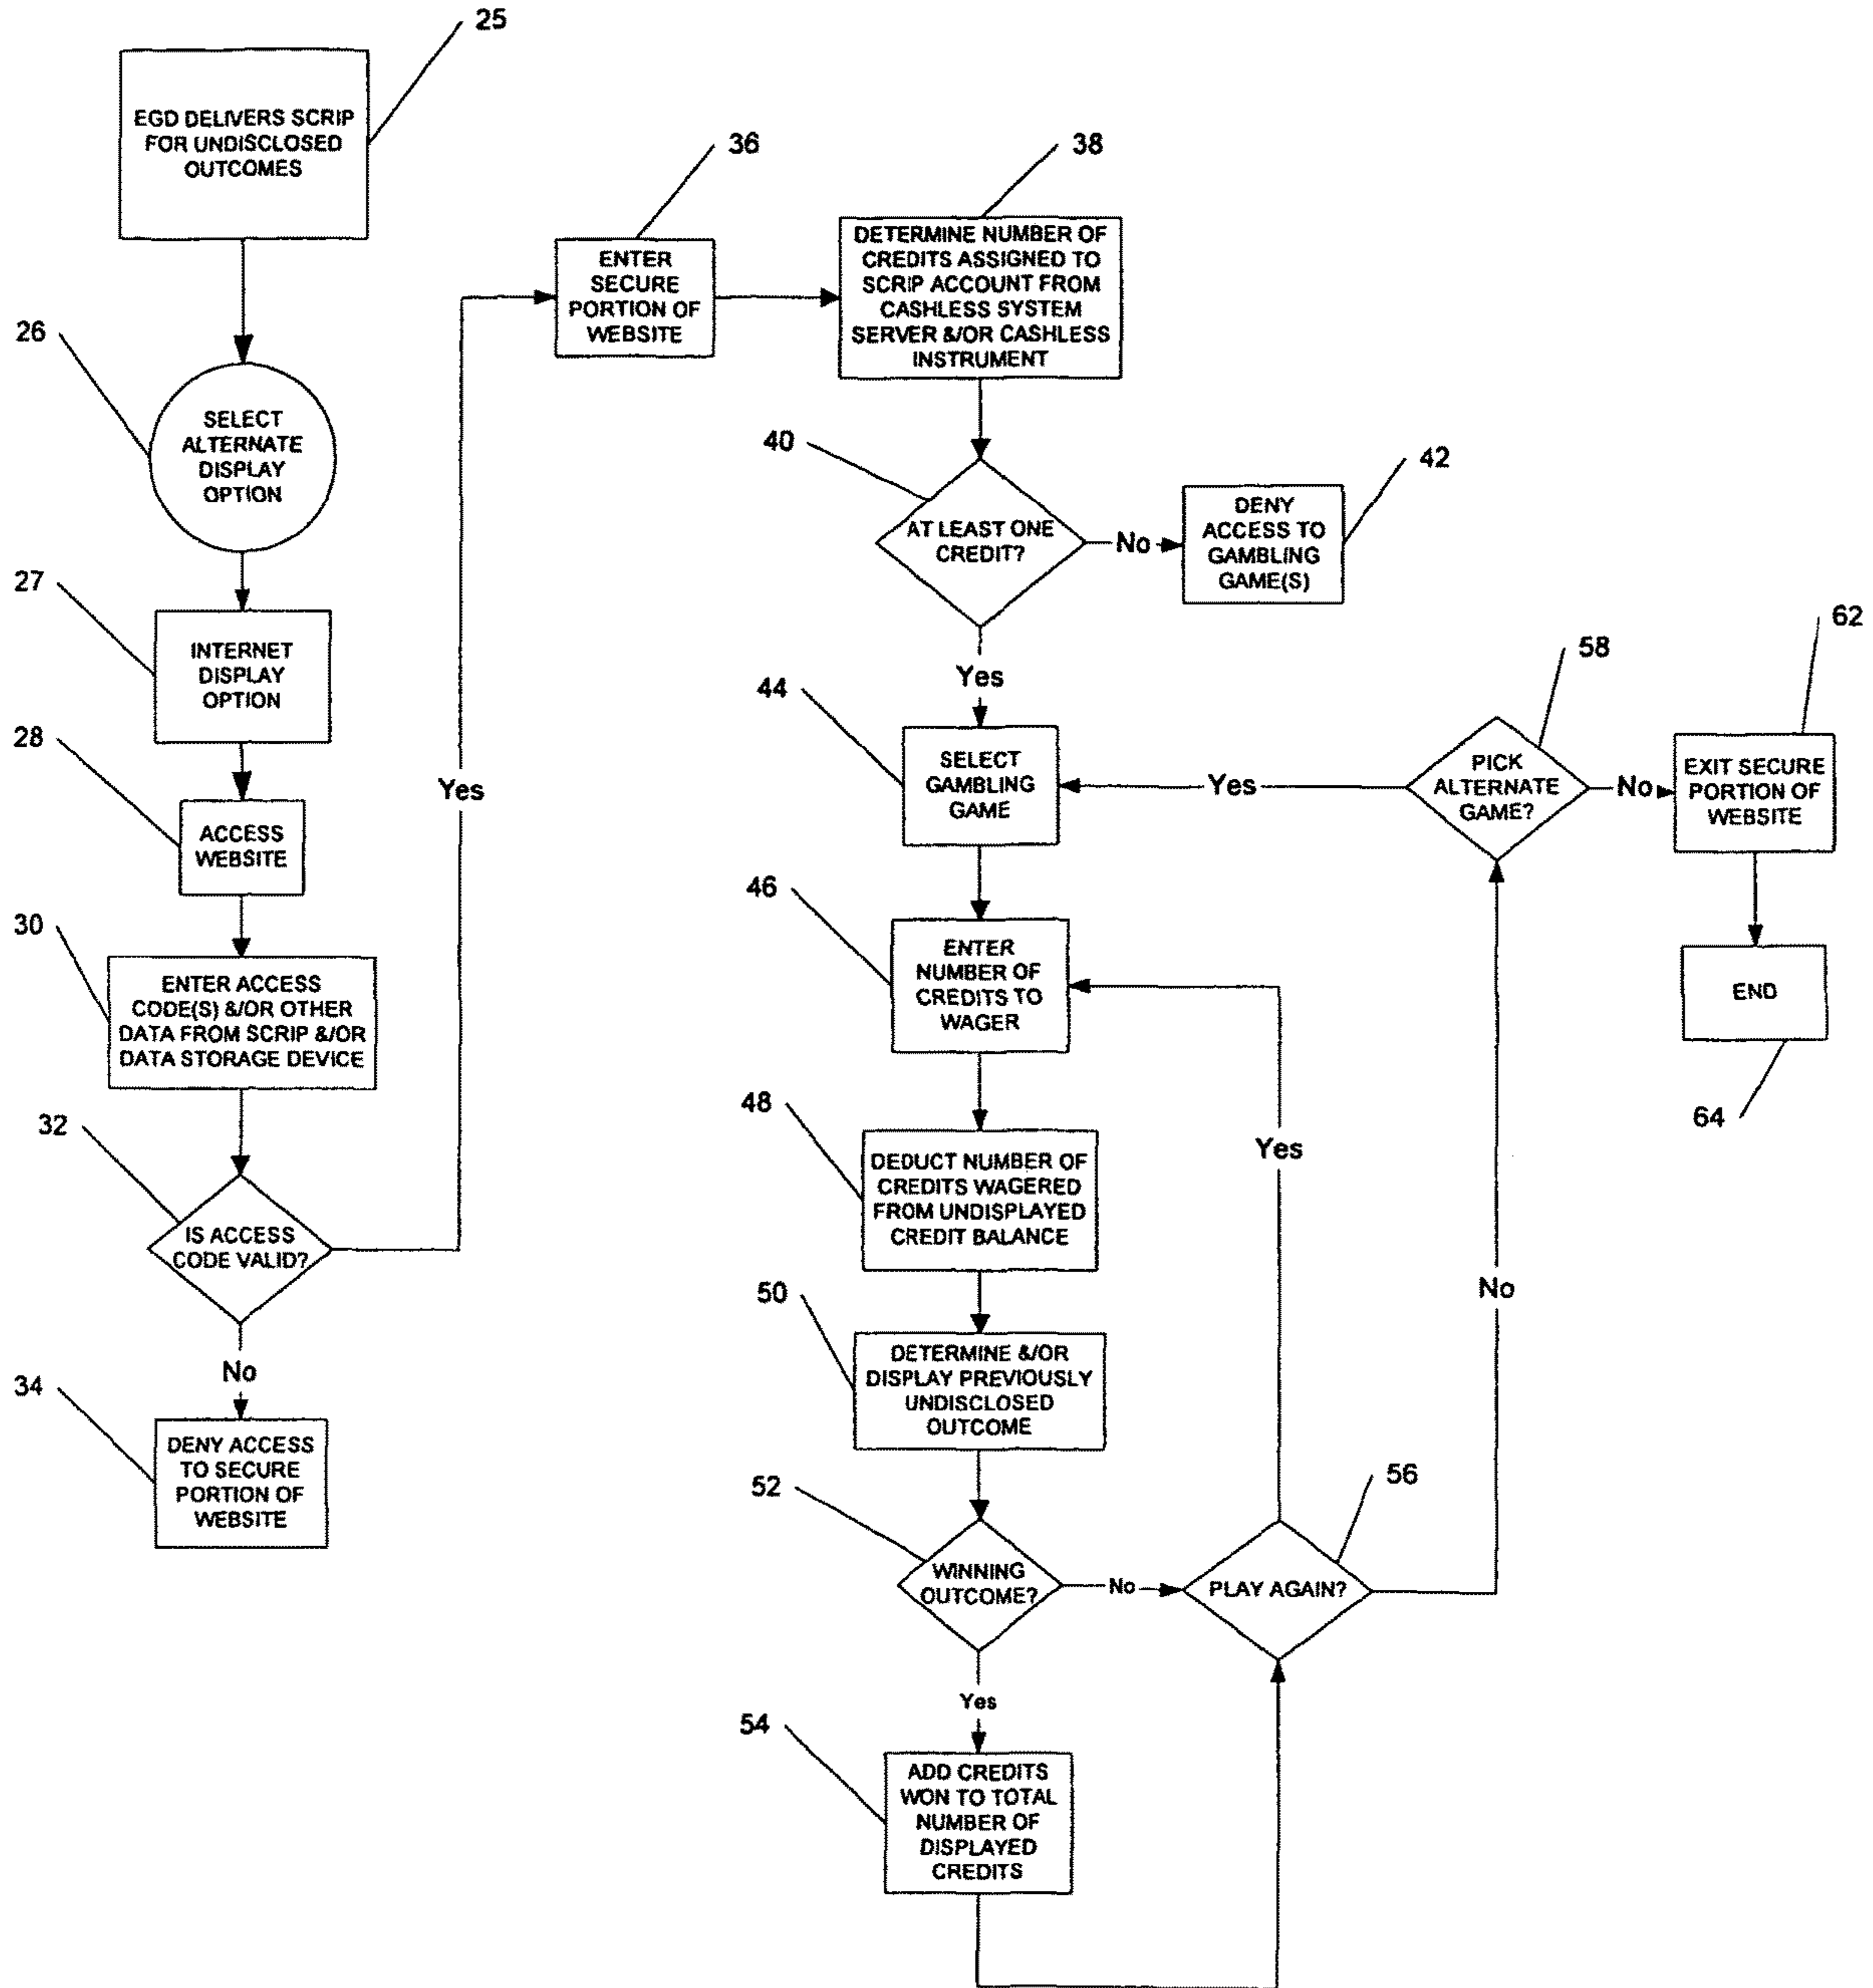 25
EGD DELIVERS SCRIP
FOR UNDISCLOSED
OUTCOMES
26
SELECT
ALTERNATE
DISPLAY
OPTION
27
INTERNET
DISPLAY
OPTION
28
ACCESS
WEBSITE
30
ENTER ACCESS
CODE(S) &/OR OTHER
DATA FROM SCRIP &/OR
DATA STORAGE DEVICE
32
IS ACCESS
CODE VALID?
No
34
DENY ACCESS
TO SECURE
PORTION OF
WEBSITE
Yes
36
ENTER
SECURE
PORTION OF
WEBSITE
38
DETERMINE NUMBER OF
CREDITS ASSIGNED TO
SCRIP ACCOUNT FROM
CASHLESS SYSTEM
SERVER &/OR CASHLESS
INSTRUMENT
40
AT LEAST ONE
CREDIT?
No
42
DENY
ACCESS TO
GAMBLING
GAME(S)
Yes
44
SELECT
GAMBLING
GAME
46
ENTER
NUMBER OF
CREDITS TO
WAGER
48
DEDUCT NUMBER OF
CREDITS WAGERED
FROM UNDISPLAYED
CREDIT BALANCE
50
DETERMINE &/OR
DISPLAY PREVIOUSLY
UNDISCLOSED
OUTCOME
52
WINNING
OUTCOME?
No
Yes
54
ADD CREDITS
WON TO TOTAL
NUMBER OF
DISPLAYED
CREDITS
56
PLAY AGAIN?
Yes
No
58
PICK
ALTERNATE
GAME?
Yes
No
62
EXIT SECURE
PORTION OF
WEBSITE
END
64